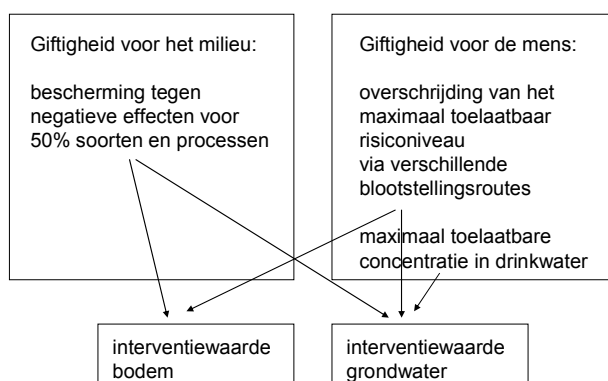 Giftigheid voor het milieu:
bescherming tegen
negatieve effecten voor
50% soorten en processen
Giftigheid voor de mens:
overschrijding van het
maximaal toelaatbaar
risiconiveau
via verschillende
blootstellingsroutes
maximaal toelaatbare
concentratie in drinkwater
interventiewaarde
bodem
interventiewaarde
grondwater